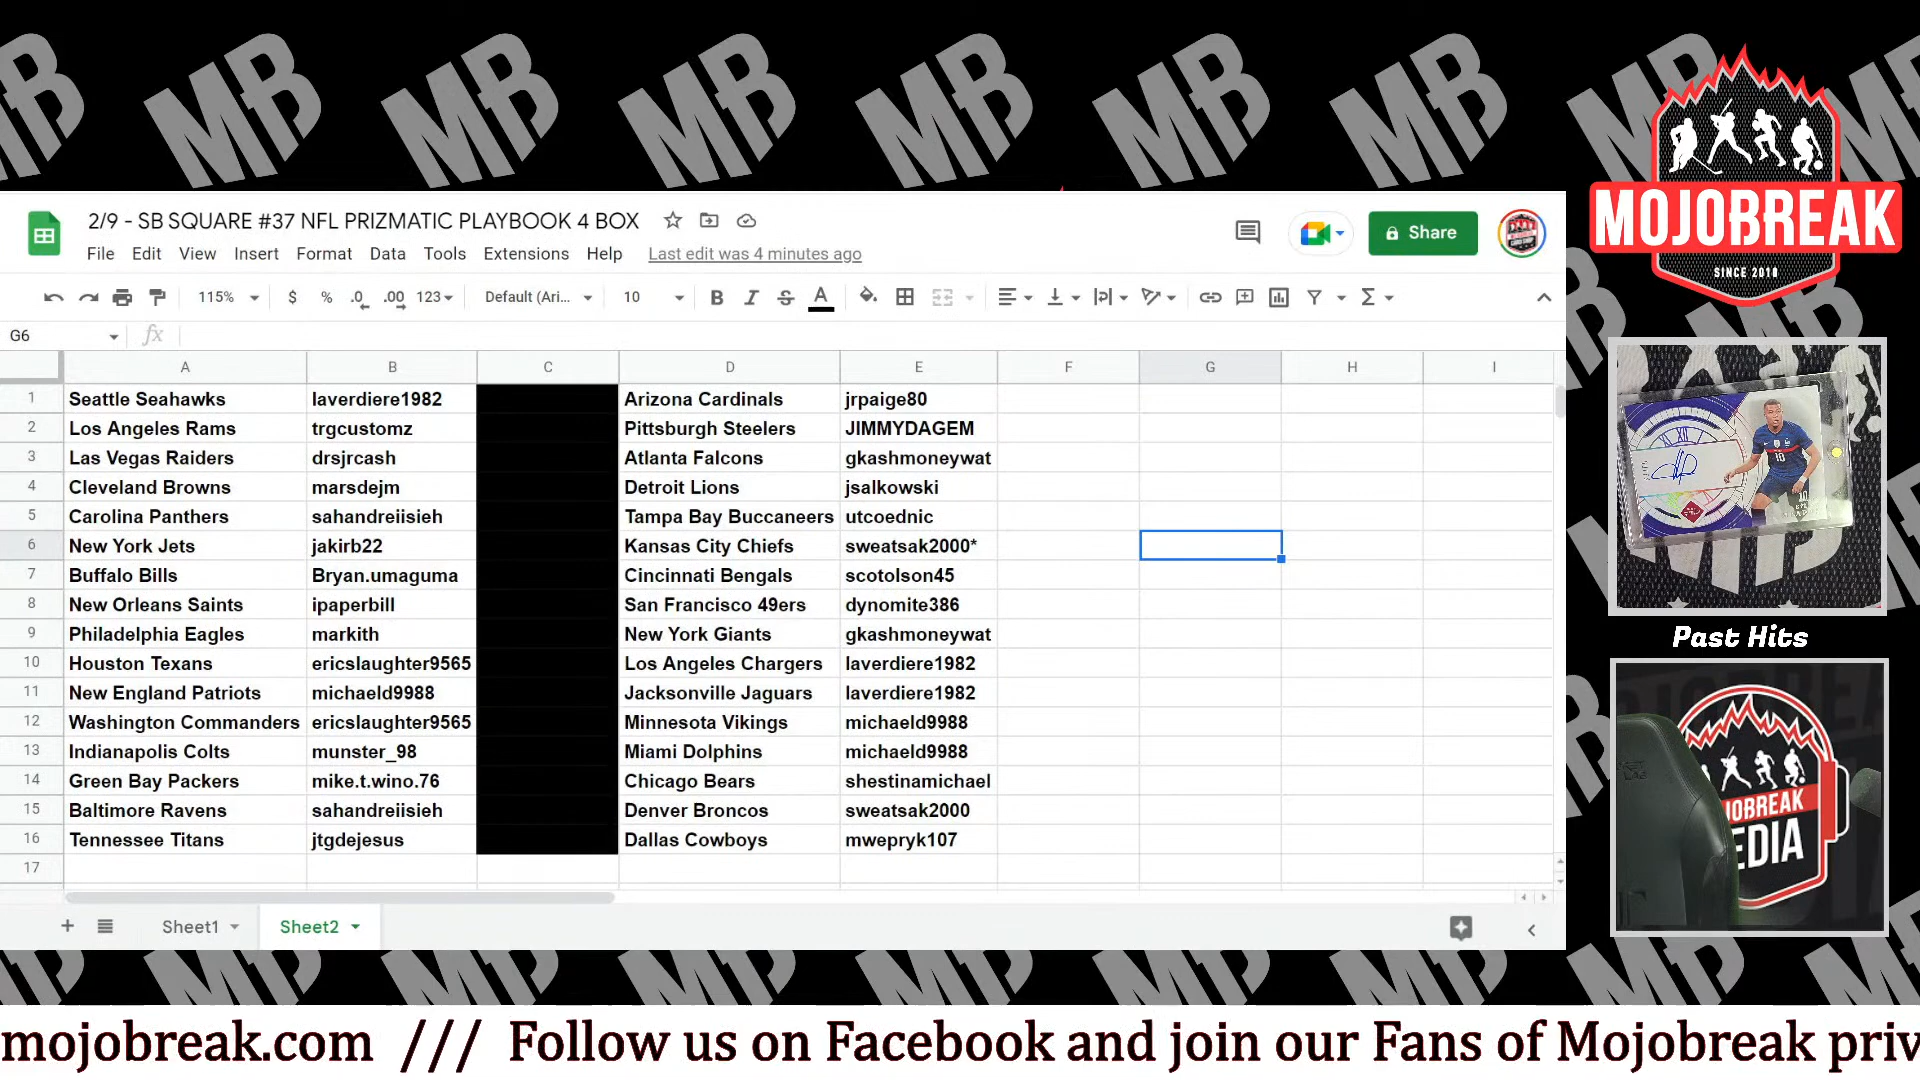 MOJOBREAK
SINCE 2010
2/9 - SB SQUARE #37 NFL PRIZMATIC PLAYBOOK 4 BOX
File Edit View Insert Format Data Tools Extensions Help Last edit was 4 minutes ago
Share
115% $ % .0 .00 123 Default (Ari... 10 B I S A
G6 fx
A B C D E F G H I
1 Seattle Seahawks laverdiere1982 Arizona Cardinals jrpaige80
2 Los Angeles Rams trgcustomz Pittsburgh Steelers JIMMYDAGEM
3 Las Vegas Raiders drsjrcash Atlanta Falcons gkashmoneywat
4 Cleveland Browns marsdejm Detroit Lions jsalkowski
5 Carolina Panthers sahandreiisieh Tampa Bay Buccaneers utcoednic
6 New York Jets jakirb22 Kansas City Chiefs sweatsak2000*
7 Buffalo Bills Bryan.umaguma Cincinnati Bengals scotolson45
8 New Orleans Saints ipaperbill San Francisco 49ers dynomite386
9 Philadelphia Eagles markith New York Giants gkashmoneywat
10 Houston Texans ericslaughter9565 Los Angeles Chargers laverdiere1982
11 New England Patriots michaeld9988 Jacksonville Jaguars laverdiere1982
12 Washington Commanders ericslaughter9565 Minnesota Vikings michaeld9988
13 Indianapolis Colts munster_98 Miami Dolphins michaeld9988
14 Green Bay Packers mike.t.wino.76 Chicago Bears shestinamichael
15 Baltimore Ravens sahandreiisieh Denver Broncos sweatsak2000
16 Tennessee Titans jtgdejesus Dallas Cowboys mwepryk107
17
Sheet1 Sheet2
Past Hits
OJOBREAK
EDIA
mojobreak.com /// Follow us on Facebook and join our Fans of Mojobreak priv